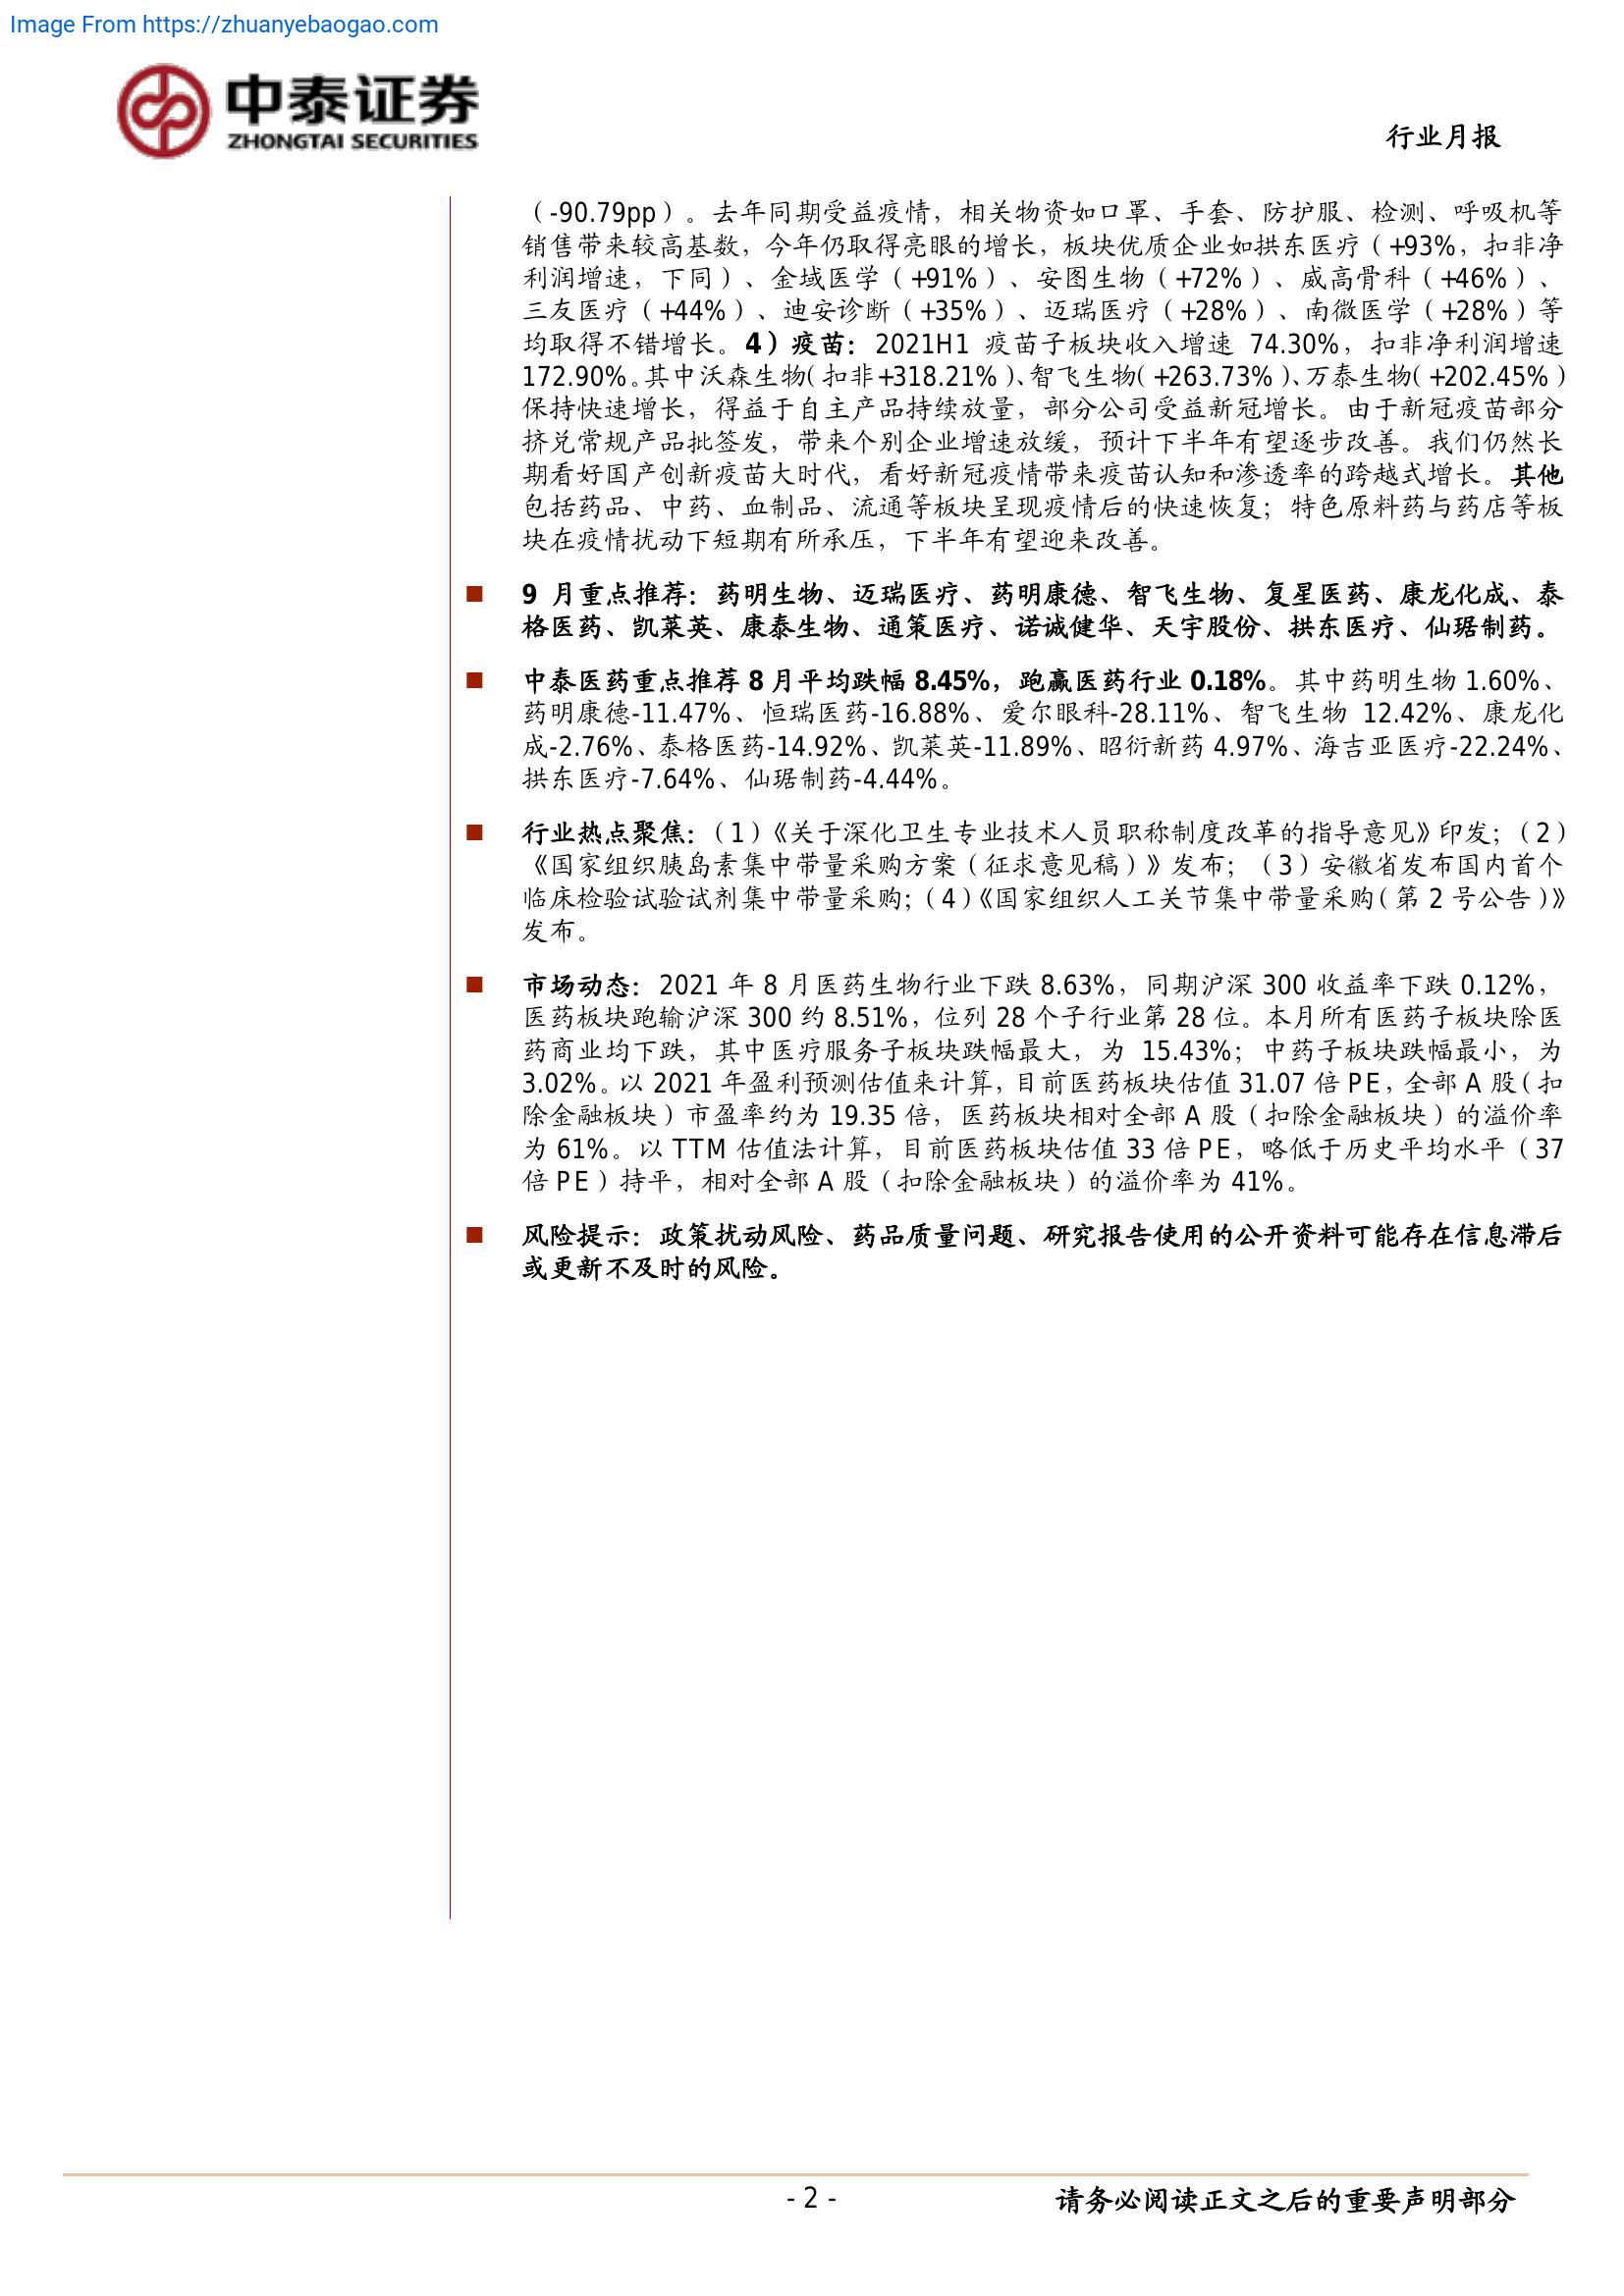 Image From https://zhuanyebaogao.com
中泰证券
ZHONGTAI SECURITIES
行业月报
（-90.79pp）。去年同期受益疫情，相关物资如口罩、手套、防护服、检测、呼吸机等
销售带来较高基数，今年仍取得亮眼的增长，板块优质企业如拱东医疗（+93%，扣非净
利润增速，下同）、金域医学（+91%）、安图生物（+72%）、威高骨科（+46%）、
三友医疗（+44%）、迪安诊断（+35%）、迈瑞医疗（+28%）、南微医学（+28%）等
均取得不错增长。4）疫苗：2021H1 疫苗子板块收入增速 74.30%，扣非净利润增速
172.90%。其中沃森生物（扣非+318.21%）、智飞生物（+263.73%）、万泰生物（+202.45%）
保持快速增长，得益于自主产品持续放量，部分公司受益新冠增长。由于新冠疫苗部分
挤兑常规产品批签发，带来个别企业增速放缓，预计下半年有望逐步改善。我们仍然长
期看好国产创新疫苗大时代，看好新冠疫情带来疫苗认知和渗透率的跨越式增长。其他
包括药品、中药、血制品、流通等板块呈现疫情后的快速恢复；特色原料药与药店等板
块在疫情扰动下短期有所承压，下半年有望迎来改善。
■ 9 月重点推荐：药明生物、迈瑞医疗、药明康德、智飞生物、复星医药、康龙化成、泰
格医药、凯莱英、康泰生物、通策医疗、诺诚健华、天宇股份、拱东医疗、仙琚制药。
■ 中泰医药重点推荐 8 月平均跌幅 8.45%，跑赢医药行业 0.18%。其中药明生物 1.60%、
药明康德-11.47%、恒瑞医药-16.88%、爱尔眼科-28.11%、智飞生物 12.42%、康龙化
成-2.76%、泰格医药-14.92%、凯莱英-11.89%、昭衍新药 4.97%、海吉亚医疗-22.24%、
拱东医疗-7.64%、仙琚制药-4.44%。
■ 行业热点聚焦：（1）《关于深化卫生专业技术人员职称制度改革的指导意见》印发；（2）
《国家组织胰岛素集中带量采购方案（征求意见稿）》发布；（3）安徽省发布国内首个
临床检验试验试剂集中带量采购；（4）《国家组织人工关节集中带量采购（第 2 号公告）》
发布。
■ 市场动态：2021 年 8 月医药生物行业下跌 8.63%，同期沪深 300 收益率下跌 0.12%，
医药板块跑输沪深 300 约 8.51%，位列 28 个子行业第 28 位。本月所有医药子板块除医
药商业均下跌，其中医疗服务子板块跌幅最大，为 15.43%；中药子板块跌幅最小，为
3.02%。以 2021 年盈利预测估值来计算，目前医药板块估值 31.07 倍 PE，全部 A 股（扣
除金融板块）市盈率约为 19.35 倍，医药板块相对全部 A 股（扣除金融板块）的溢价率
为 61%。以 TTM 估值法计算，目前医药板块估值 33 倍 PE，略低于历史平均水平（37
倍 PE）持平，相对全部 A 股（扣除金融板块）的溢价率为 41%。
■ 风险提示：政策扰动风险、药品质量问题、研究报告使用的公开资料可能存在信息滞后
或更新不及时的风险。
- 2 -
请务必阅读正文之后的重要声明部分